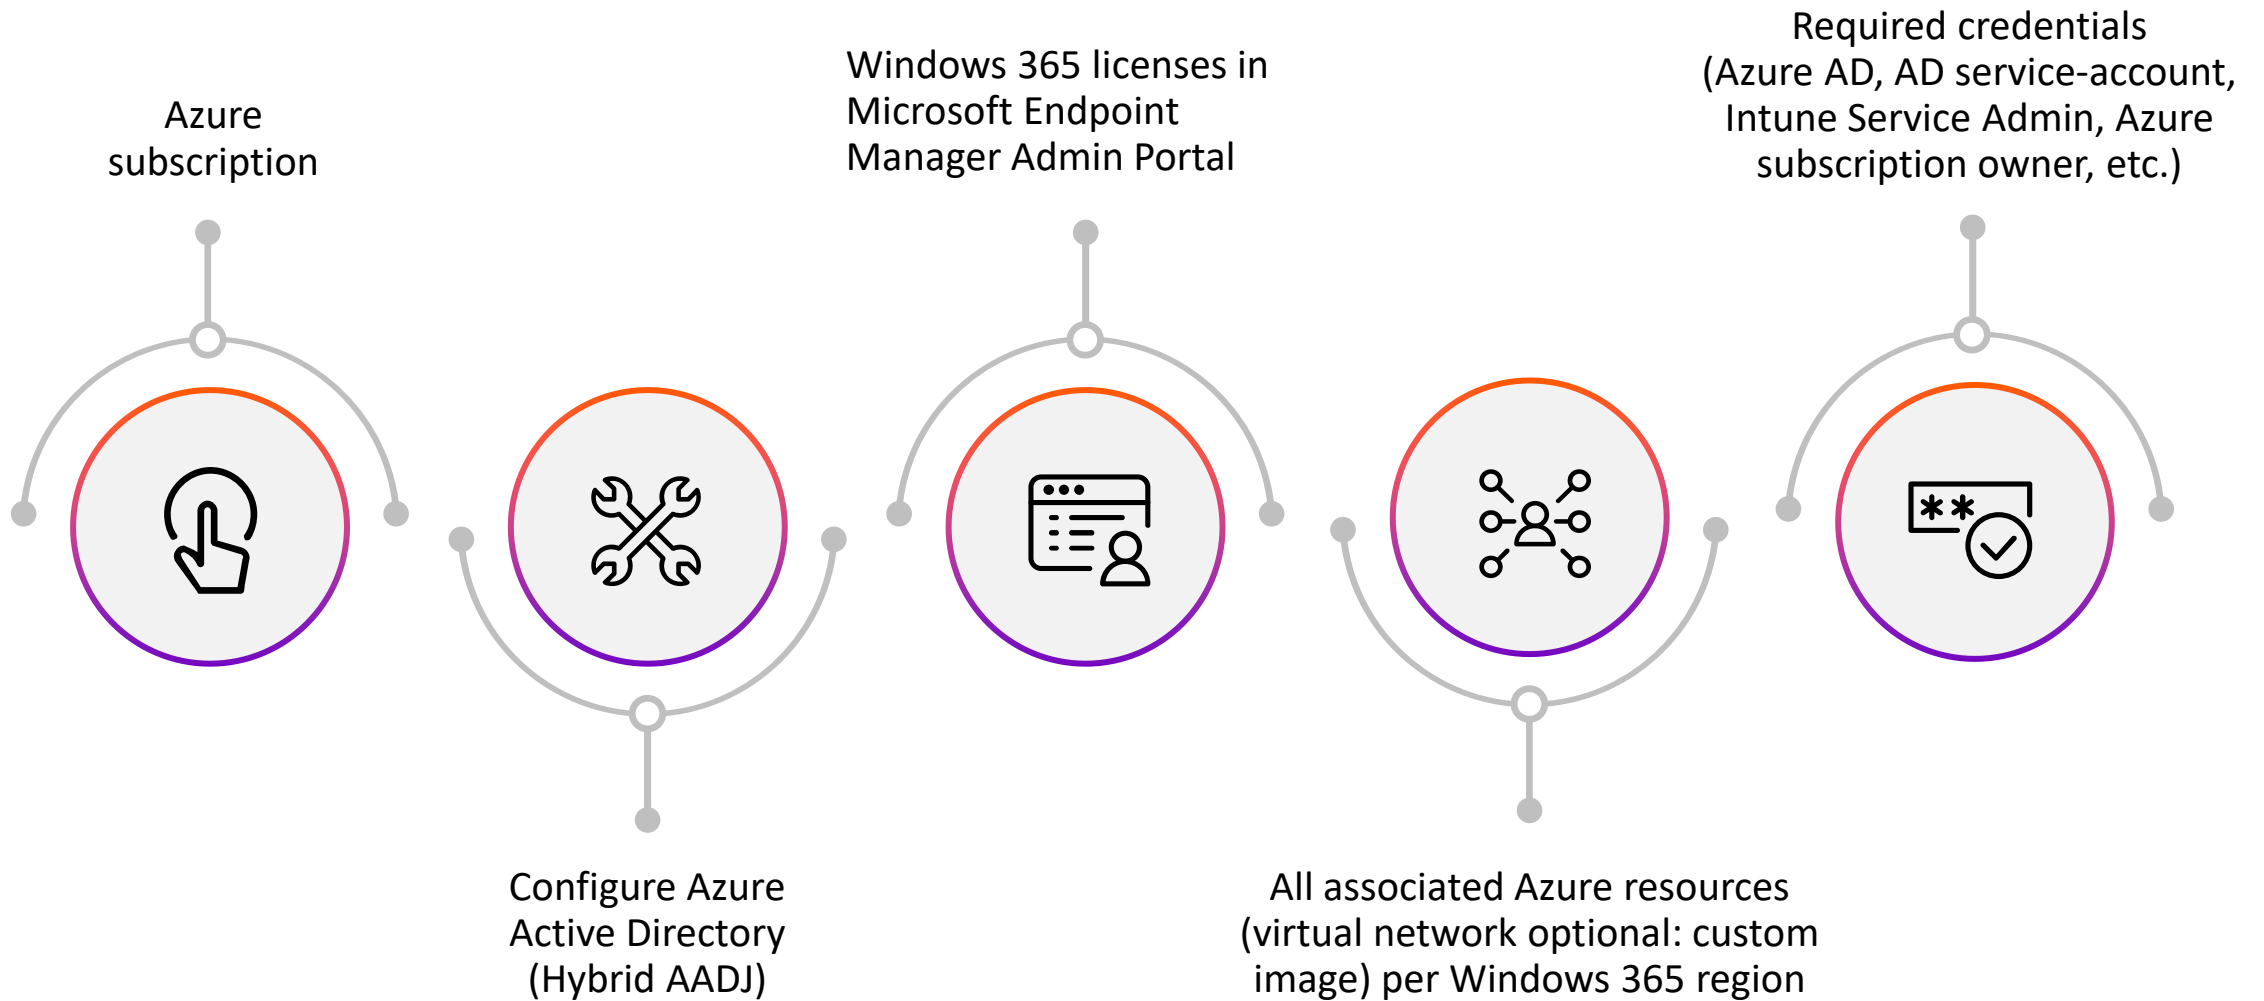 Azure
subscription
Configure Azure
Active Directory
(Hybrid AADJ)
Windows 365 licenses in
Microsoft Endpoint
Manager Admin Portal
All associated Azure resources
(virtual network optional: custom
image) per Windows 365 region
Required credentials
(Azure AD, AD service-account,
Intune Service Admin, Azure
subscription owner, etc.)